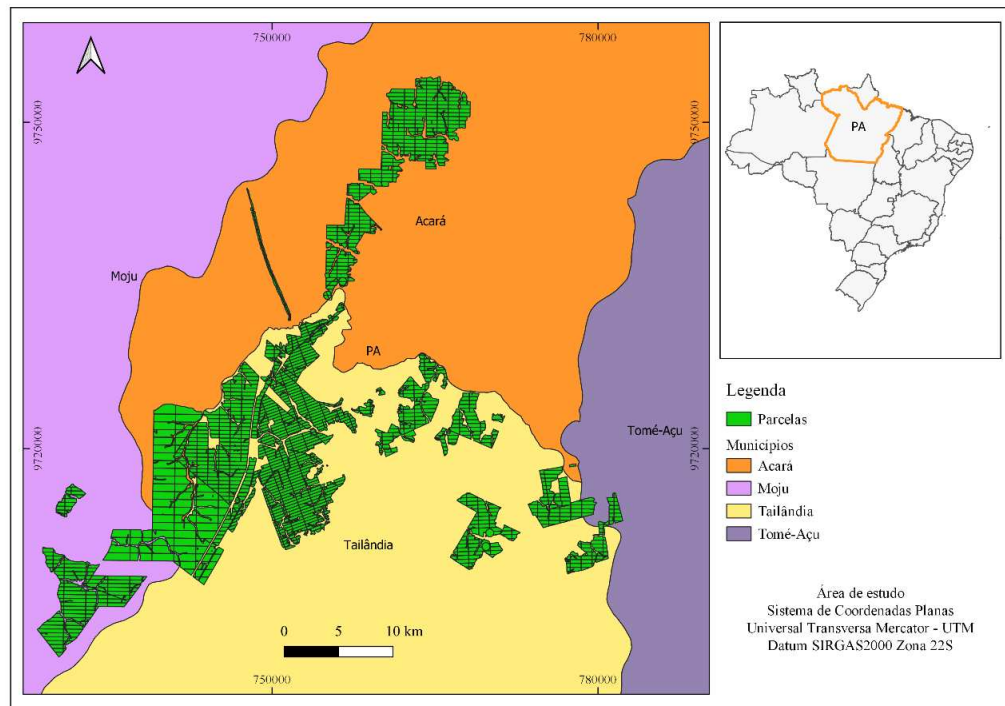 750000
780000
9750000
9750000
PA
Acará
Moju
PA
Legenda
Parcelas
Municípios
Acará
Moju
Tailândia
Tomé-Açu
Tomé-Açu
9720000
9720000
Tailândia
0 5 10 km
750000
780000
Área de estudo
Sistema de Coordenadas Planas
Universal Transversa Mercator - UTM
Datum SIRGAS2000 Zona 22S